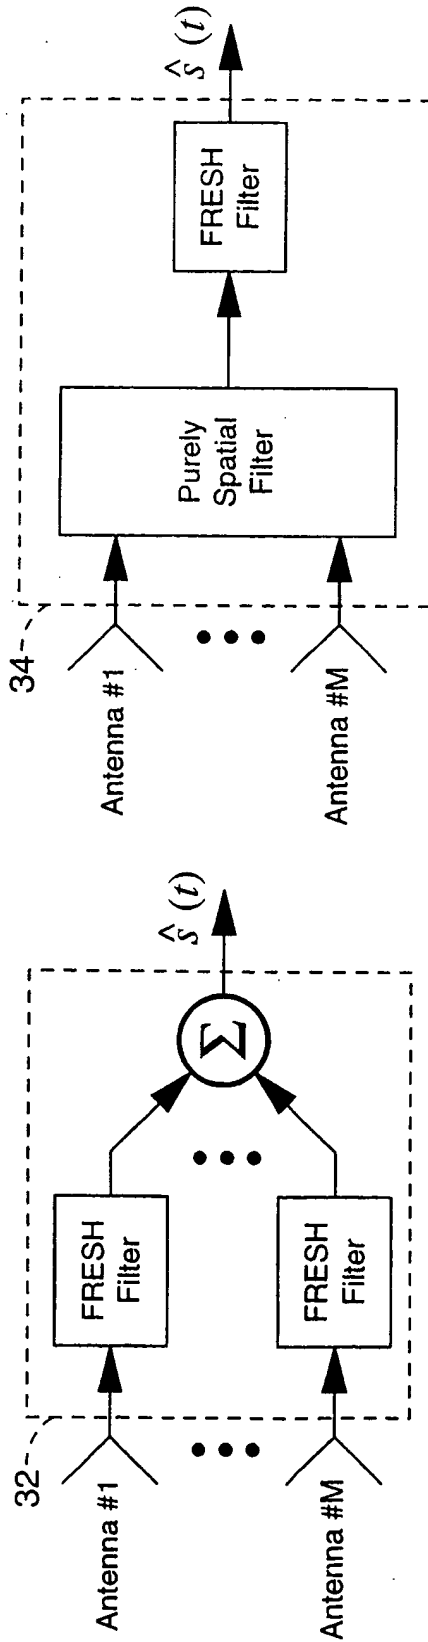 32
Antenna #1
Antenna #M
FRESH
Filter
FRESH
Filter
Σ
ŝ (t)
34
Antenna #1
Antenna #M
Purely
Spatial
Filter
FRESH
Filter
ŝ (t)